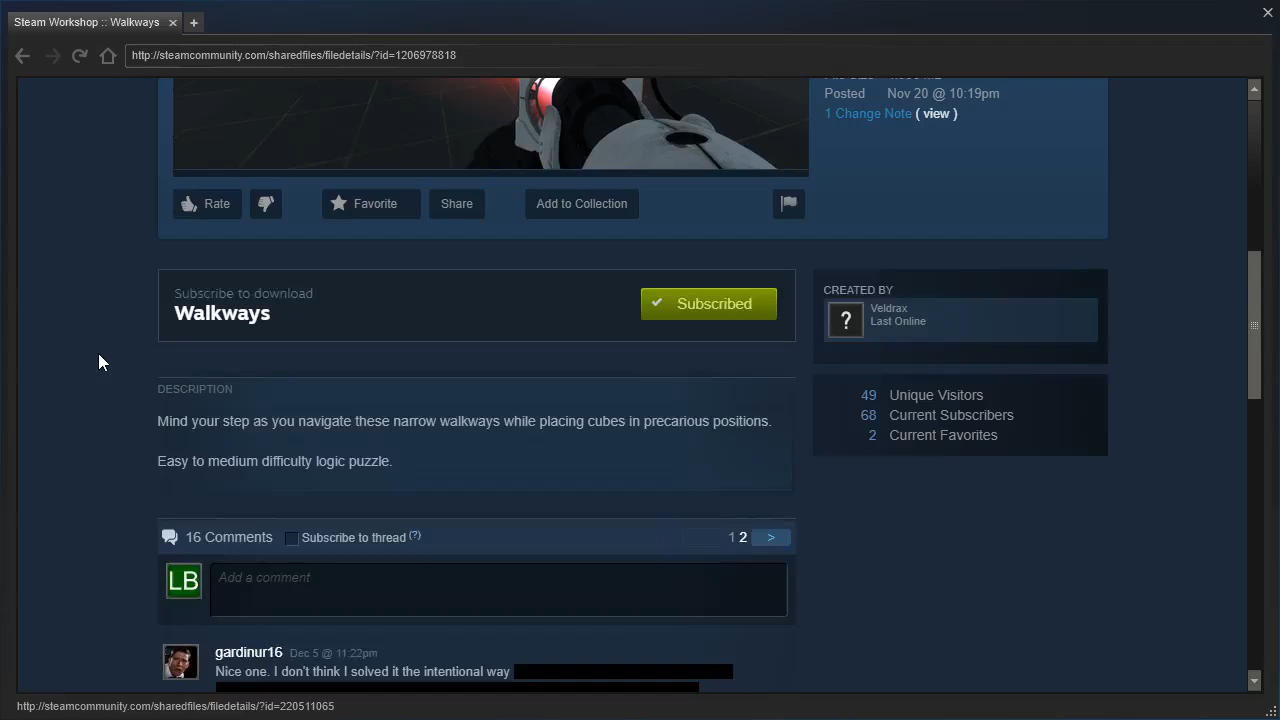 Steam Workshop :: Walkways
http://steamcommunity.com/sharedfiles/filedetails/?id=1206978818
Posted Nov 20 @ 10:19pm
1 Change Note ( view )
Rate
Favorite
Share
Add to Collection
Subscribe to download
Walkways
Subscribed
CREATED BY
Veldrax
Last Online
49 Unique Visitors
68 Current Subscribers
2 Current Favorites
DESCRIPTION
Mind your step as you navigate these narrow walkways while placing cubes in precarious positions.
Easy to medium difficulty logic puzzle.
16 Comments Subscribe to thread (?) 1 2 >
LB
Add a comment
gardinur16 Dec 5 @ 11:22pm
Nice one. I don't think I solved it the intentional way
http://steamcommunity.com/sharedfiles/filedetails/?id=220511065